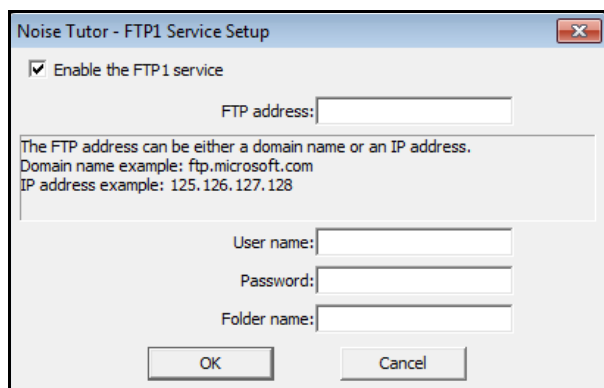 Noise Tutor - FTP1 Service Setup
Enable the FTP1 service
FTP address:
The FTP address can be either a domain name or an IP address.
Domain name example: ftp.microsoft.com
IP address example: 125.126.127.128
User name:
Password:
Folder name:
OK
Cancel